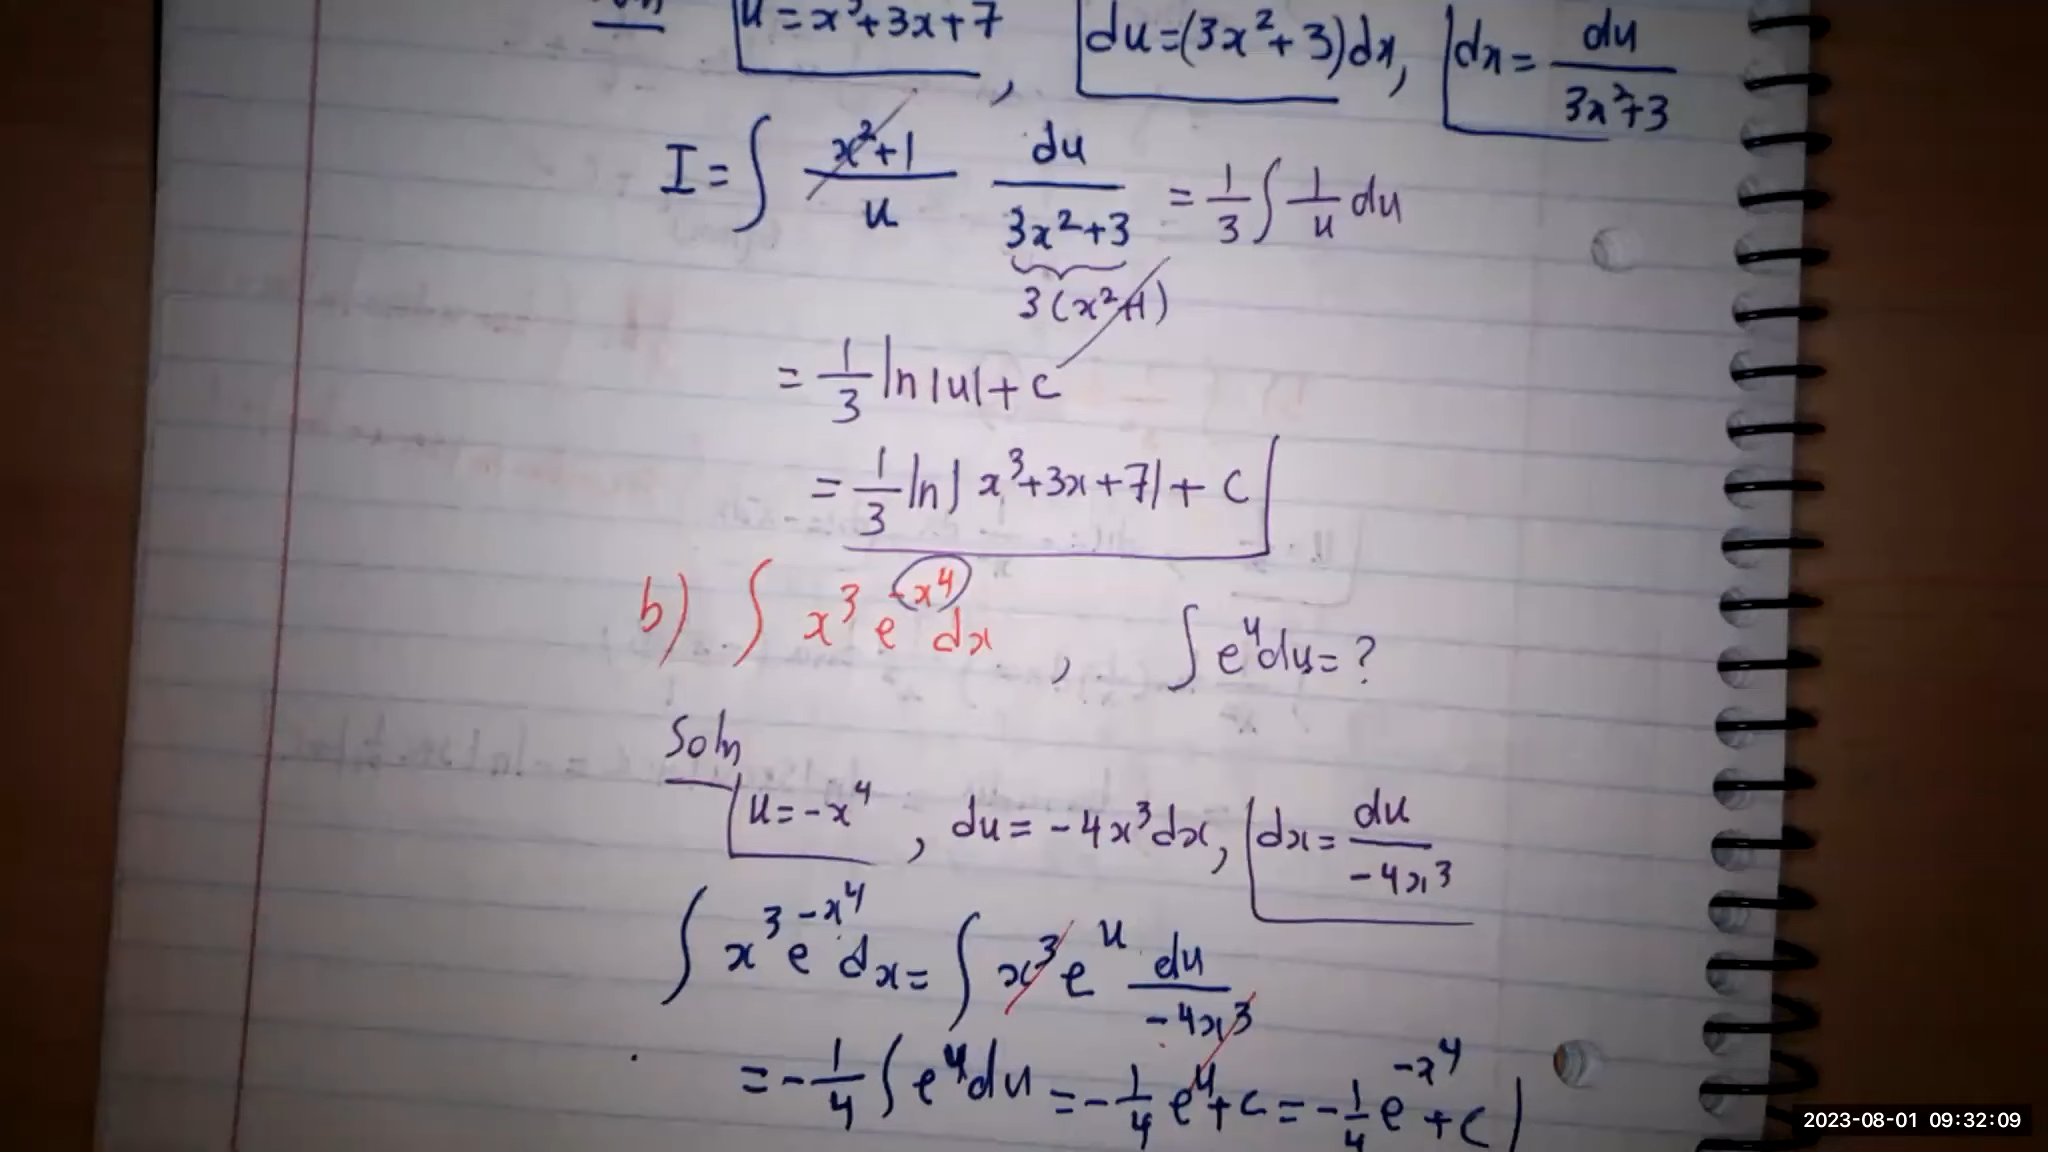 u = x³+3x+7 , du = (3x²+3)dx, dx = du/(3x²+3)
I = ∫ (x²+1)/u du/(3x²+3) = 1/3 ∫ 1/u du
3(x²+1)
= 1/3 ln|u| + c
= 1/3 ln|x³+3x+7| + c
b) ∫ x³ e^(-x⁴) dx , ∫ e^u du = ?
Soln
u = -x⁴ , du = -4x³dx, dx = du/(-4x³)
∫ x³ e^(-x⁴) dx = ∫ x³ e^u du/(-4x³)
= -1/4 ∫ e^u du = -1/4 e^u + c = -1/4 e^(-x⁴) + c
2023-08-01 09:32:09